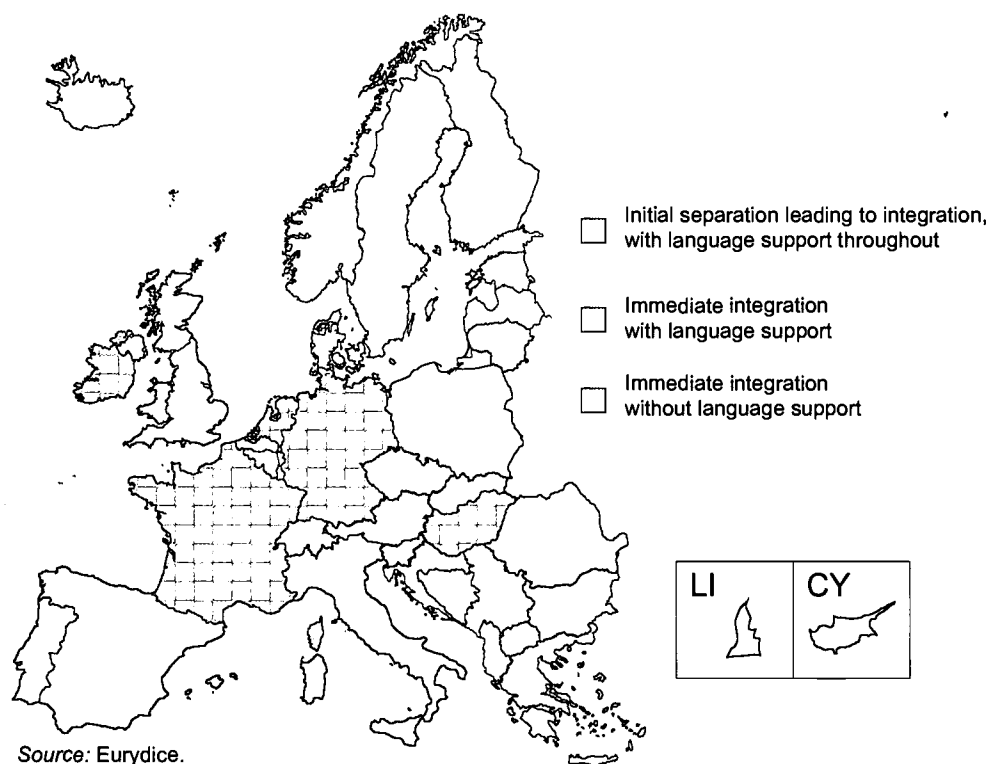 Initial separation leading to integration,
with language support throughout
Immediate integration
with language support
Immediate integration
without language support
LI
CY
Source: Eurydice.